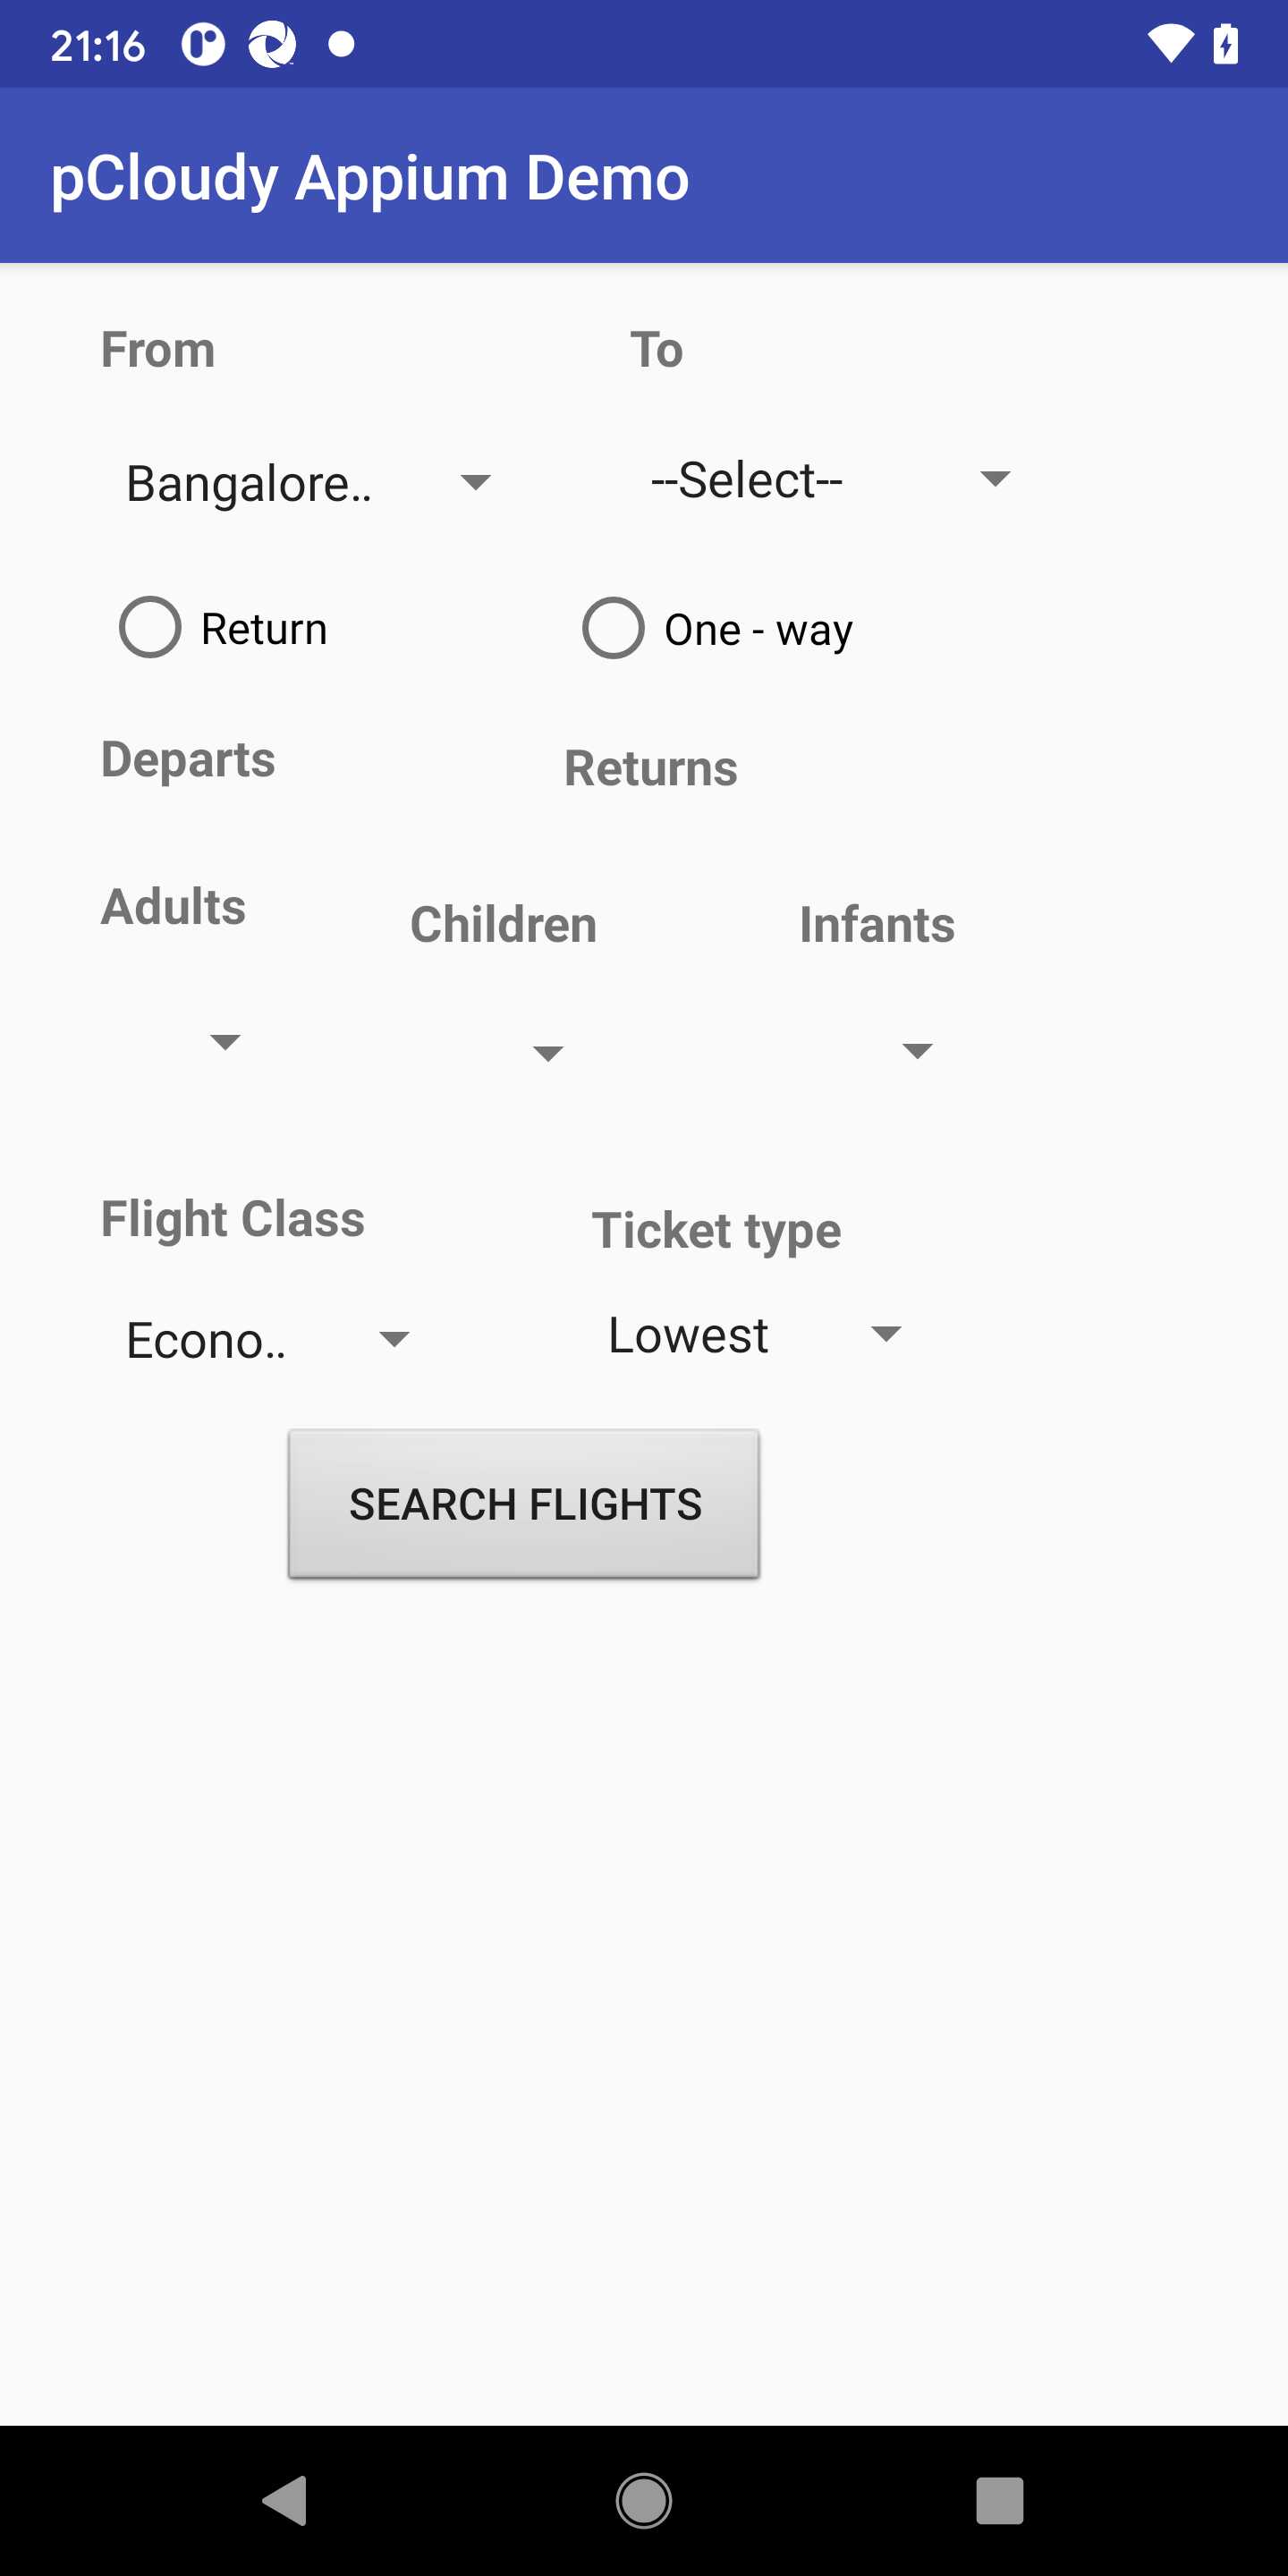 21:16
pCloudy Appium Demo
From To
Bangalore.. --Select--
Return One - way
Departs Returns
Adults Children Infants
Flight Class Ticket type
Econo.. Lowest
SEARCH FLIGHTS